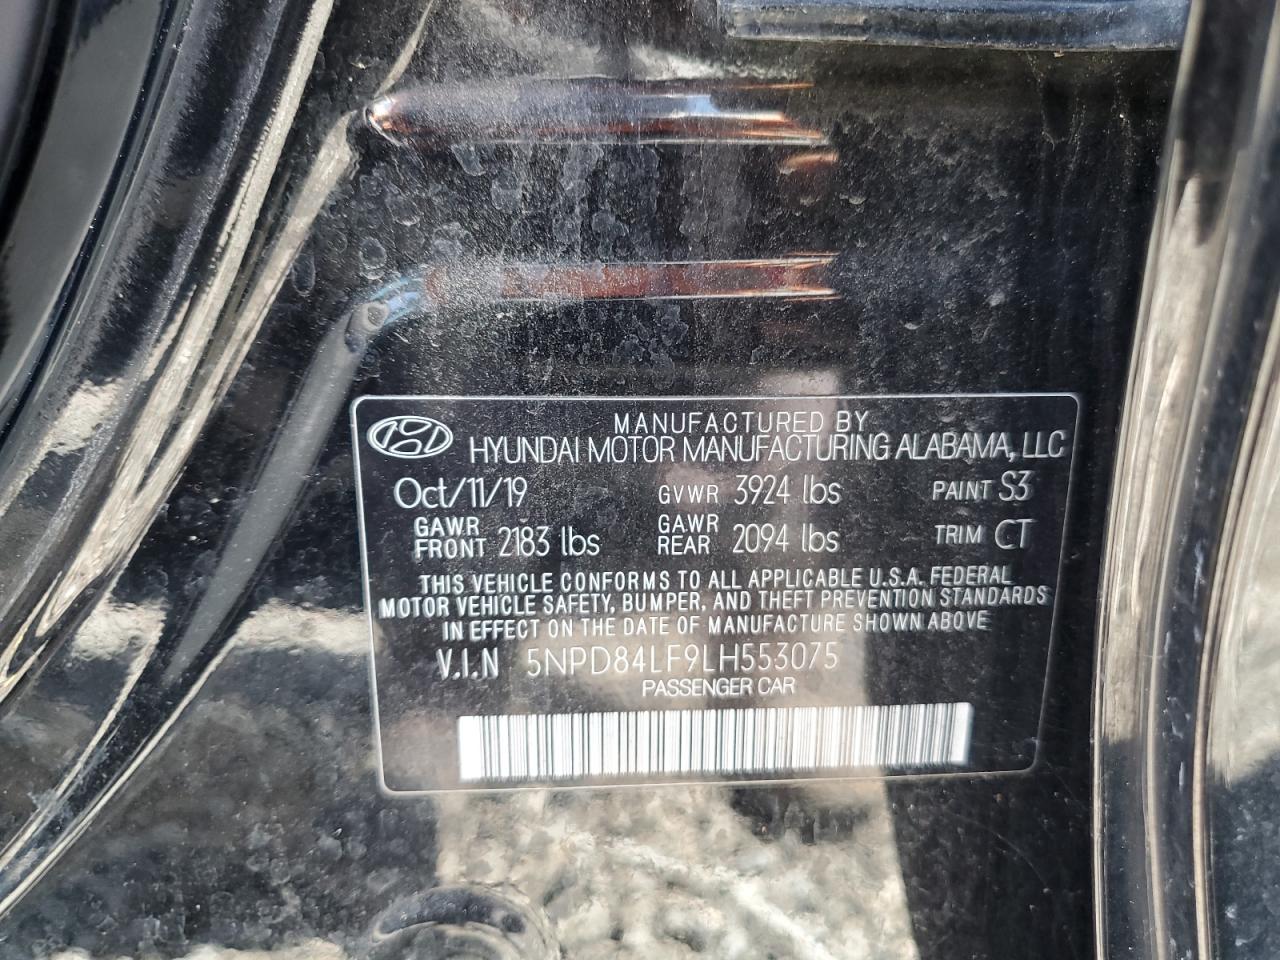 MANUFACTURED BY
HYUNDAI MOTOR MANUFACTURING ALABAMA, LLC
Oct/11/19 GVWR 3924 lbs PAINT S3
GAWR FRONT 2183 lbs GAWR REAR 2094 lbs TRIM CT
THIS VEHICLE CONFORMS TO ALL APPLICABLE U.S.A. FEDERAL
MOTOR VEHICLE SAFETY, BUMPER, AND THEFT PREVENTION STANDARDS
IN EFFECT ON THE DATE OF MANUFACTURE SHOWN ABOVE
V.I.N 5NPD84LF9LH553075
PASSENGER CAR